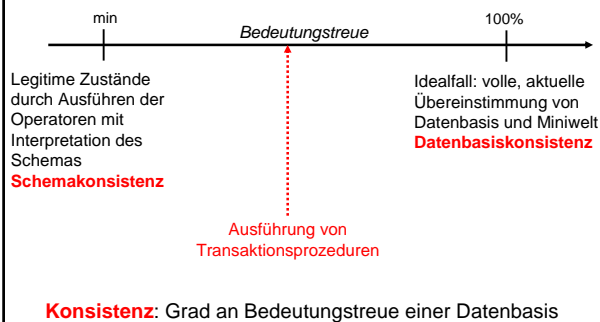 min
Bedeutungstreue
100%
Legitime Zustände
durch Ausführen der
Operatoren mit
Interpretation des
Schemas
Schemakonsistenz
Idealfall: volle, aktuelle
Übereinstimmung von
Datenbasis und Miniwelt
Datenbasiskonsistenz
Ausführung von
Transaktionsprozeduren
Konsistenz: Grad an Bedeutungstreue einer Datenbasis